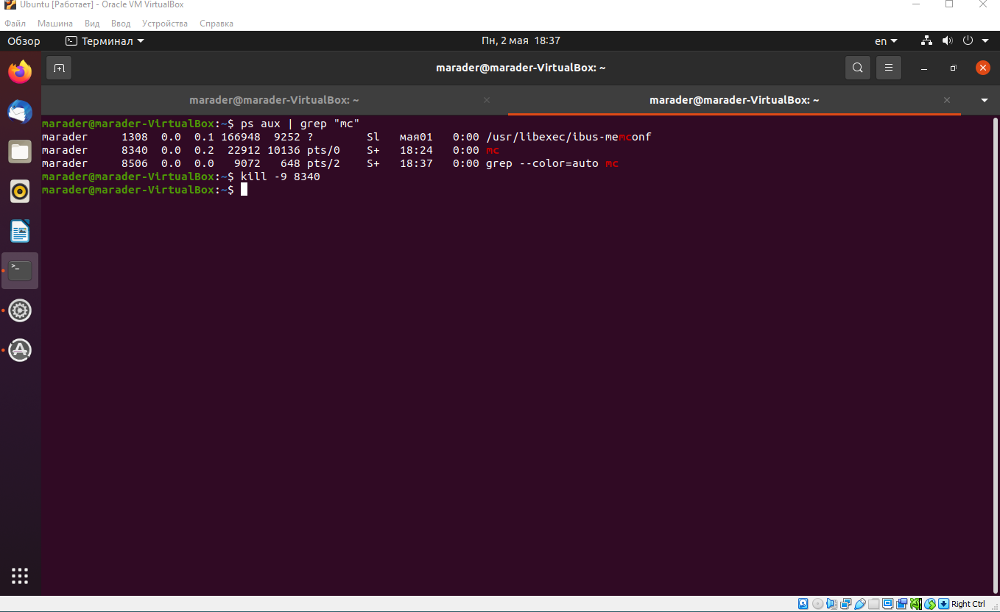 Ubuntu [Работает] - Oracle VM VirtualBox
Файл Машина Вид Ввод Устройства Справка
Обзор Терминал Пн, 2 мая 18:37 en
marader@marader-VirtualBox: ~
marader@marader-VirtualBox: ~ marader@marader-VirtualBox: ~
marader@marader-VirtualBox:~$ ps aux | grep "mc"
marader 1308 0.0 0.1 166948 9252 ? Sl мая01 0:00 /usr/libexec/ibus-memconf
marader 8340 0.0 0.2 22912 10136 pts/0 S+ 18:24 0:00 mc
marader 8506 0.0 0.0 9072 648 pts/2 S+ 18:37 0:00 grep --color=auto mc
marader@marader-VirtualBox:~$ kill -9 8340
marader@marader-VirtualBox:~$
Right Ctrl